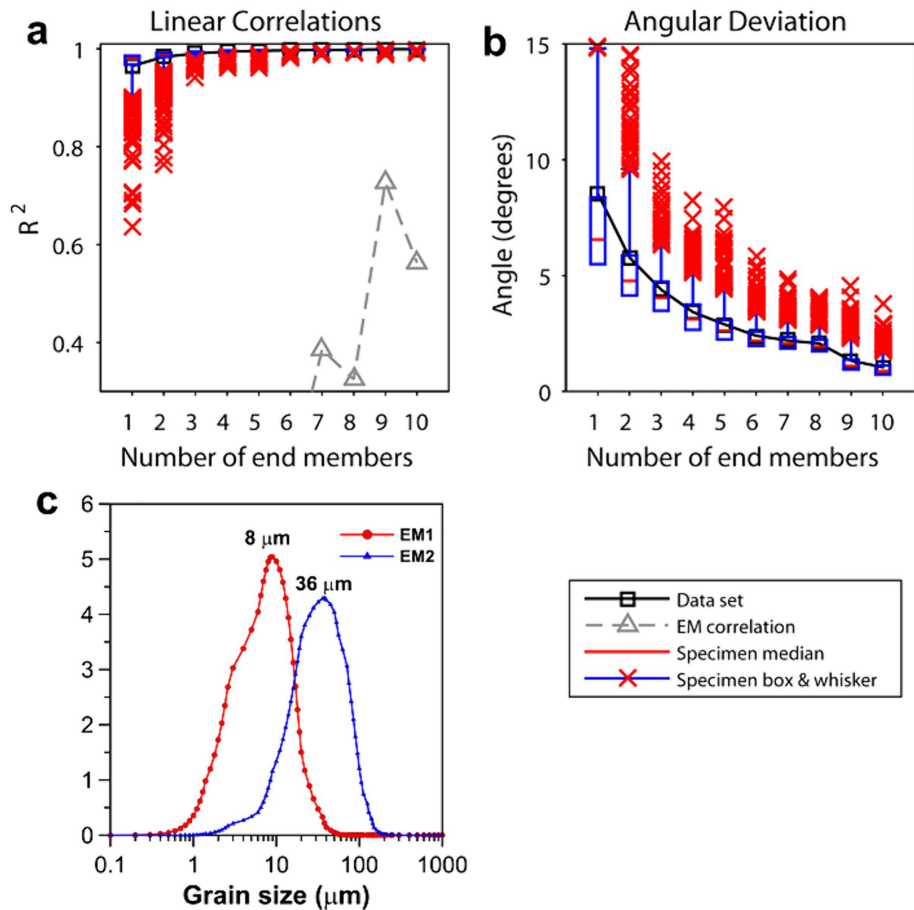 a
Linear Correlations
1
0.8
0.6
0.4
R²
1 2 3 4 5 6 7 8 9 10
Number of end members
b
Angular Deviation
15
10
5
0
Angle (degrees)
1 2 3 4 5 6 7 8 9 10
Number of end members
c
6
5
4
3
2
1
0
8 μm
36 μm
EM1
EM2
0.1 1 10 100 1000
Grain size (μm)
Data set
EM correlation
Specimen median
Specimen box & whisker